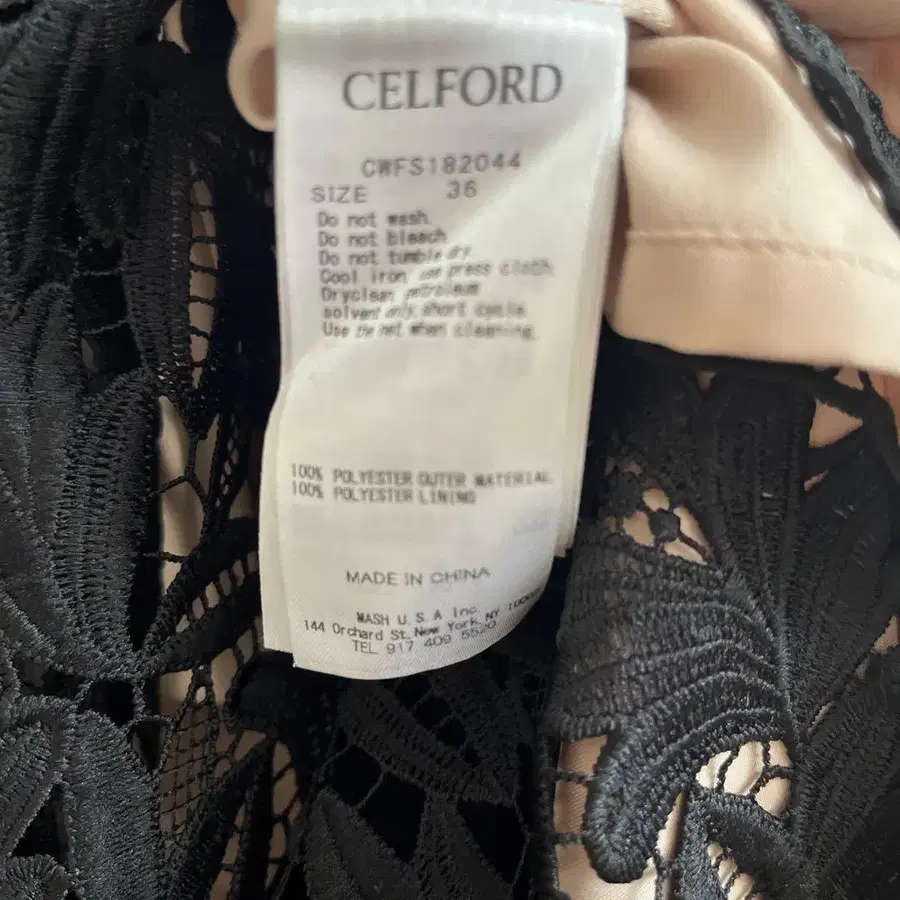 CELFORD
CWFS182044
SIZE 36
Do not wash.
Do not bleach.
Do not tumble dry.
Cool iron use press cloth.
Dryclean petroleum
solvent only, short cycle.
Use the net when cleaning.
100% POLYESTER OUTER MATERIAL
100% POLYESTER LINING
MADE IN CHINA
MASH U.S.A Inc.
144 Orchard St. New York, NY
TEL 917 409 5520